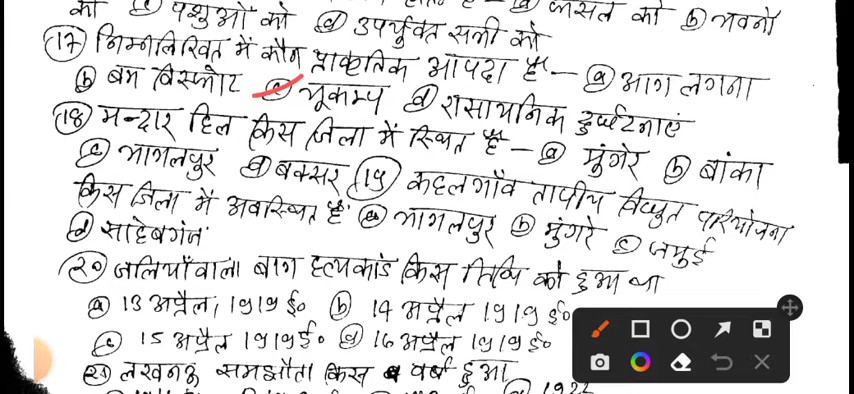 को (c) पशुओं को (d) उपर्युक्त सभी को (a) फसल को (b) भवनों
(17) निम्नलिखित में कौन प्राकृतिक आपदा है - (a) आग लगना
(b) बम विस्फोट (c) भूकम्प (d) रासायनिक दुर्घटनाएं
(18) मन्दार हिल किस जिला में स्थित है - (a) मुंगेर (b) बांका
(c) भागलपुर (d) बक्सर (19) कहलगाँव तापीय विधुत परियोजना
किस जिला में अवस्थित है (a) भागलपुर (b) मुंगरे (c) जमुई
(d) साहेबगंज
(20) जलियाँवाला बाग हत्यकांड किस तिथि को हुआ था
(a) 13 अप्रैल, 1919 ई० (b) 14 अप्रैल 1919 ई०
(c) 15 अप्रैल 1919 ई० (d) 16 अप्रैल 1919 ई०
(21) लखनऊ समझौता किस वर्ष हुआ